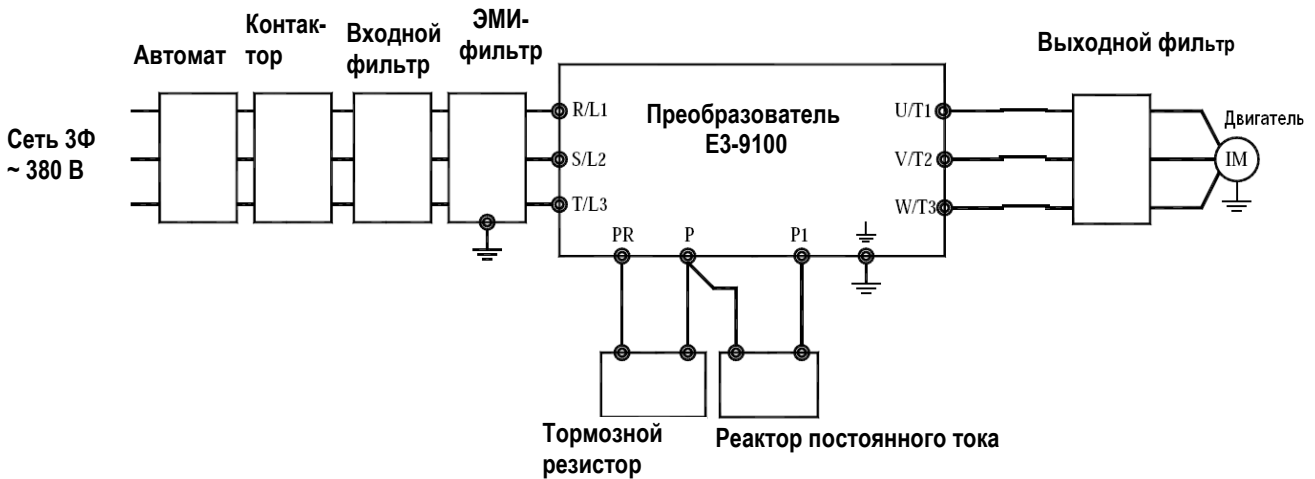 Автомат
Контак-
тор
Входной
фильтр
ЭМИ-
фильтр
Выходной фильтр
Сеть 3Ф
~ 380 В
R/L1
S/L2
T/L3
Преобразователь
Е3-9100
U/T1
V/T2
W/T3
Двигатель
IM
PR
P
P1
Тормозной
резистор
Реактор постоянного тока